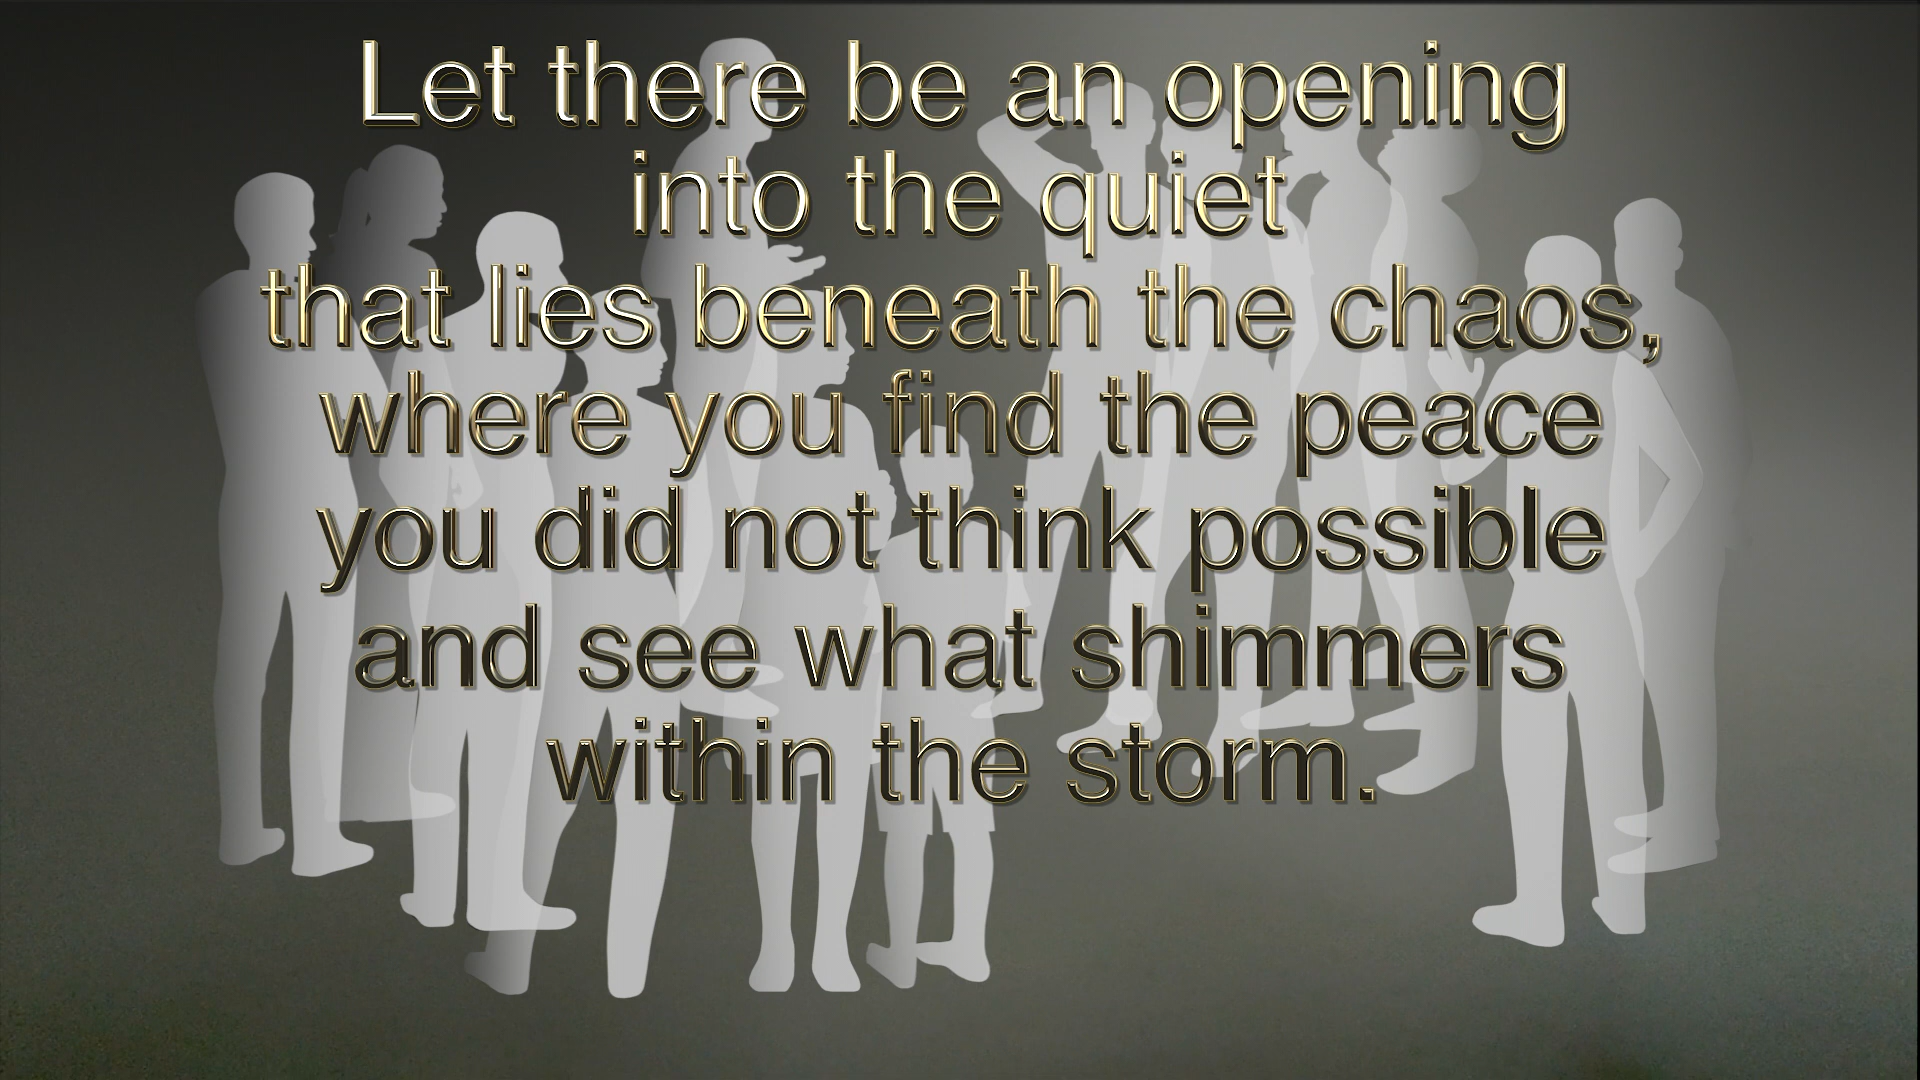 Let there be an opening
into the quiet
that lies beneath the chaos,
where you find the peace
you did not think possible
and see what shimmers
within the storm.